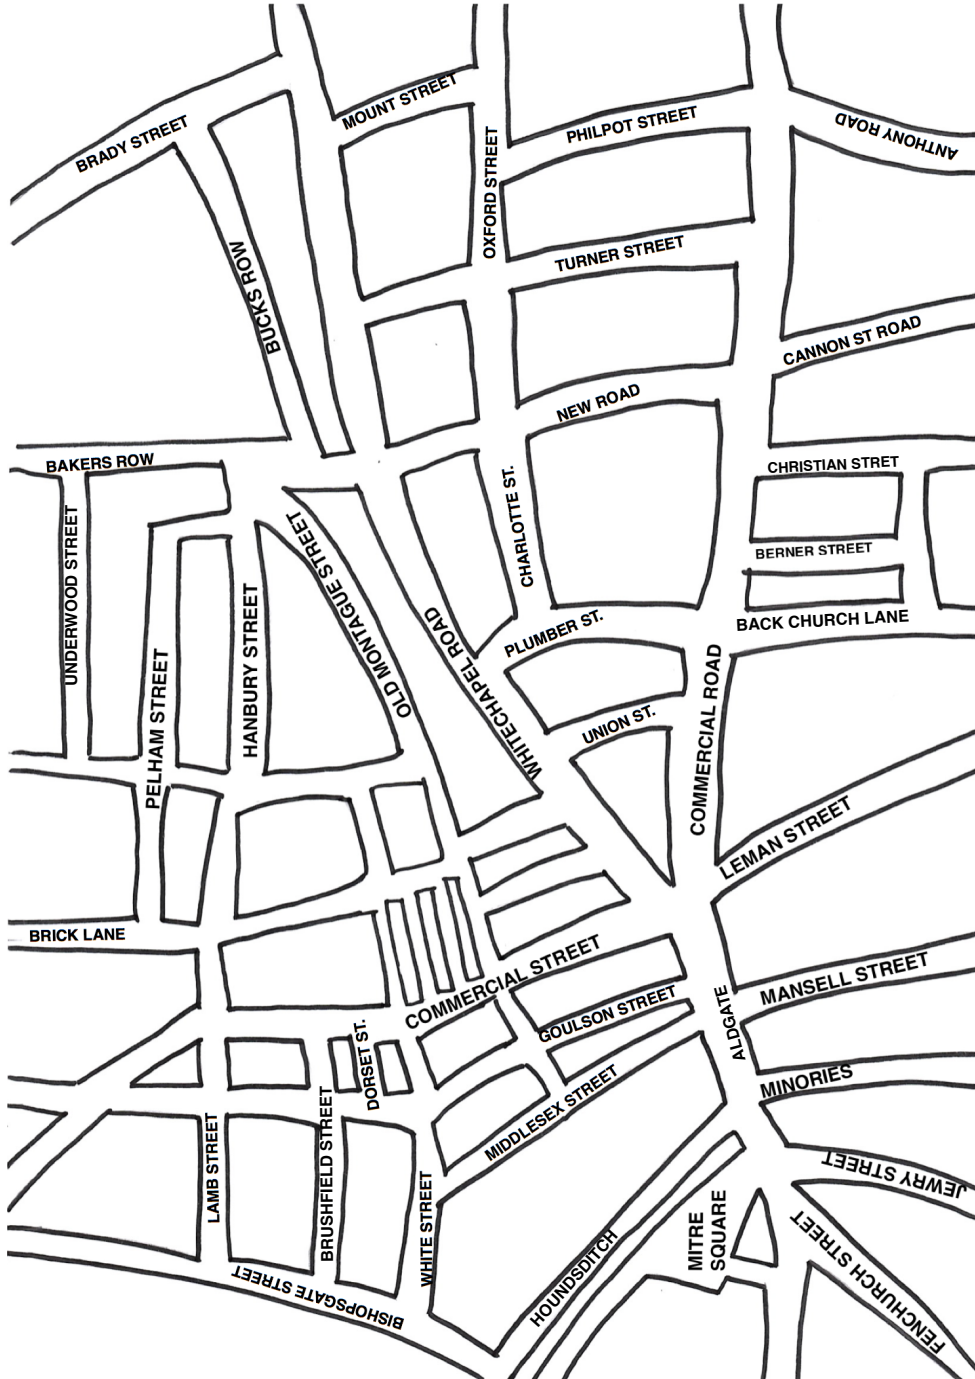 MOUNT STREET
BRADY STREET
PHILPOT STREET
ANTHONY ROAD
OXFORD STREET
TURNER STREET
BUCKS ROW
CANNON ST ROAD
NEW ROAD
BAKERS ROW
CHRISTIAN STRET
CHARLOTTE ST.
UNDERWOOD STREET
OLD MONTAGUE STREET
BERNER STREET
HANBURY STREET
WHITECHAPEL ROAD
PLUMBER ST.
BACK CHURCH LANE
PELHAM STREET
COMMERCIAL ROAD
UNION ST.
LEMAN STREET
BRICK LANE
COMMERCIAL STREET
MANSELL STREET
GOULSON STREET
ALDGATE
DORSET ST.
MINORIES
MIDDLESEX STREET
LAMB STREET
BRUSHFIELD STREET
WHITE STREET
JEWRY STREET
MITRE
SQUARE
FENCHURCH STREET
HOUNDSDITCH
BISHOPSGATE STREET